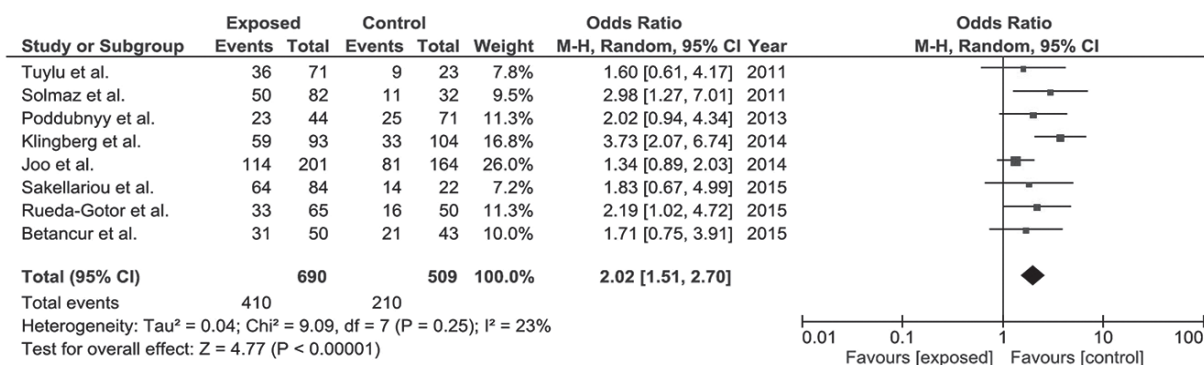 Exposed Control Odds Ratio Odds Ratio
Study or Subgroup Events Total Events Total Weight M-H, Random, 95% CI Year M-H, Random, 95% CI
Tuylu et al. 36 71 9 23 7.8% 1.60 [0.61, 4.17] 2011
Solmaz et al. 50 82 11 32 9.5% 2.98 [1.27, 7.01] 2011
Poddubnyy et al. 23 44 25 71 11.3% 2.02 [0.94, 4.34] 2013
Klingberg et al. 59 93 33 104 16.8% 3.73 [2.07, 6.74] 2014
Joo et al. 114 201 81 164 26.0% 1.34 [0.89, 2.03] 2014
Sakellariou et al. 64 84 14 22 7.2% 1.83 [0.67, 4.99] 2015
Rueda-Gotor et al. 33 65 16 50 11.3% 2.19 [1.02, 4.72] 2015
Betancur et al. 31 50 21 43 10.0% 1.71 [0.75, 3.91] 2015
Total (95% CI) 690 509 100.0% 2.02 [1.51, 2.70]
Total events 410 210
Heterogeneity: Tau² = 0.04; Chi² = 9.09, df = 7 (P = 0.25); I² = 23%
Test for overall effect: Z = 4.77 (P < 0.00001)
0.01 0.1 1 10 100
Favours [exposed] Favours [control]